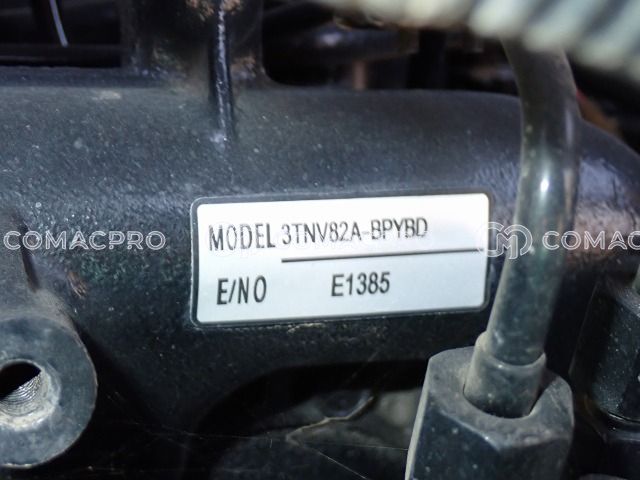 MODEL 3TNV82A-BPYBD
E/NO E1385
COMACPRO
COMACPRO